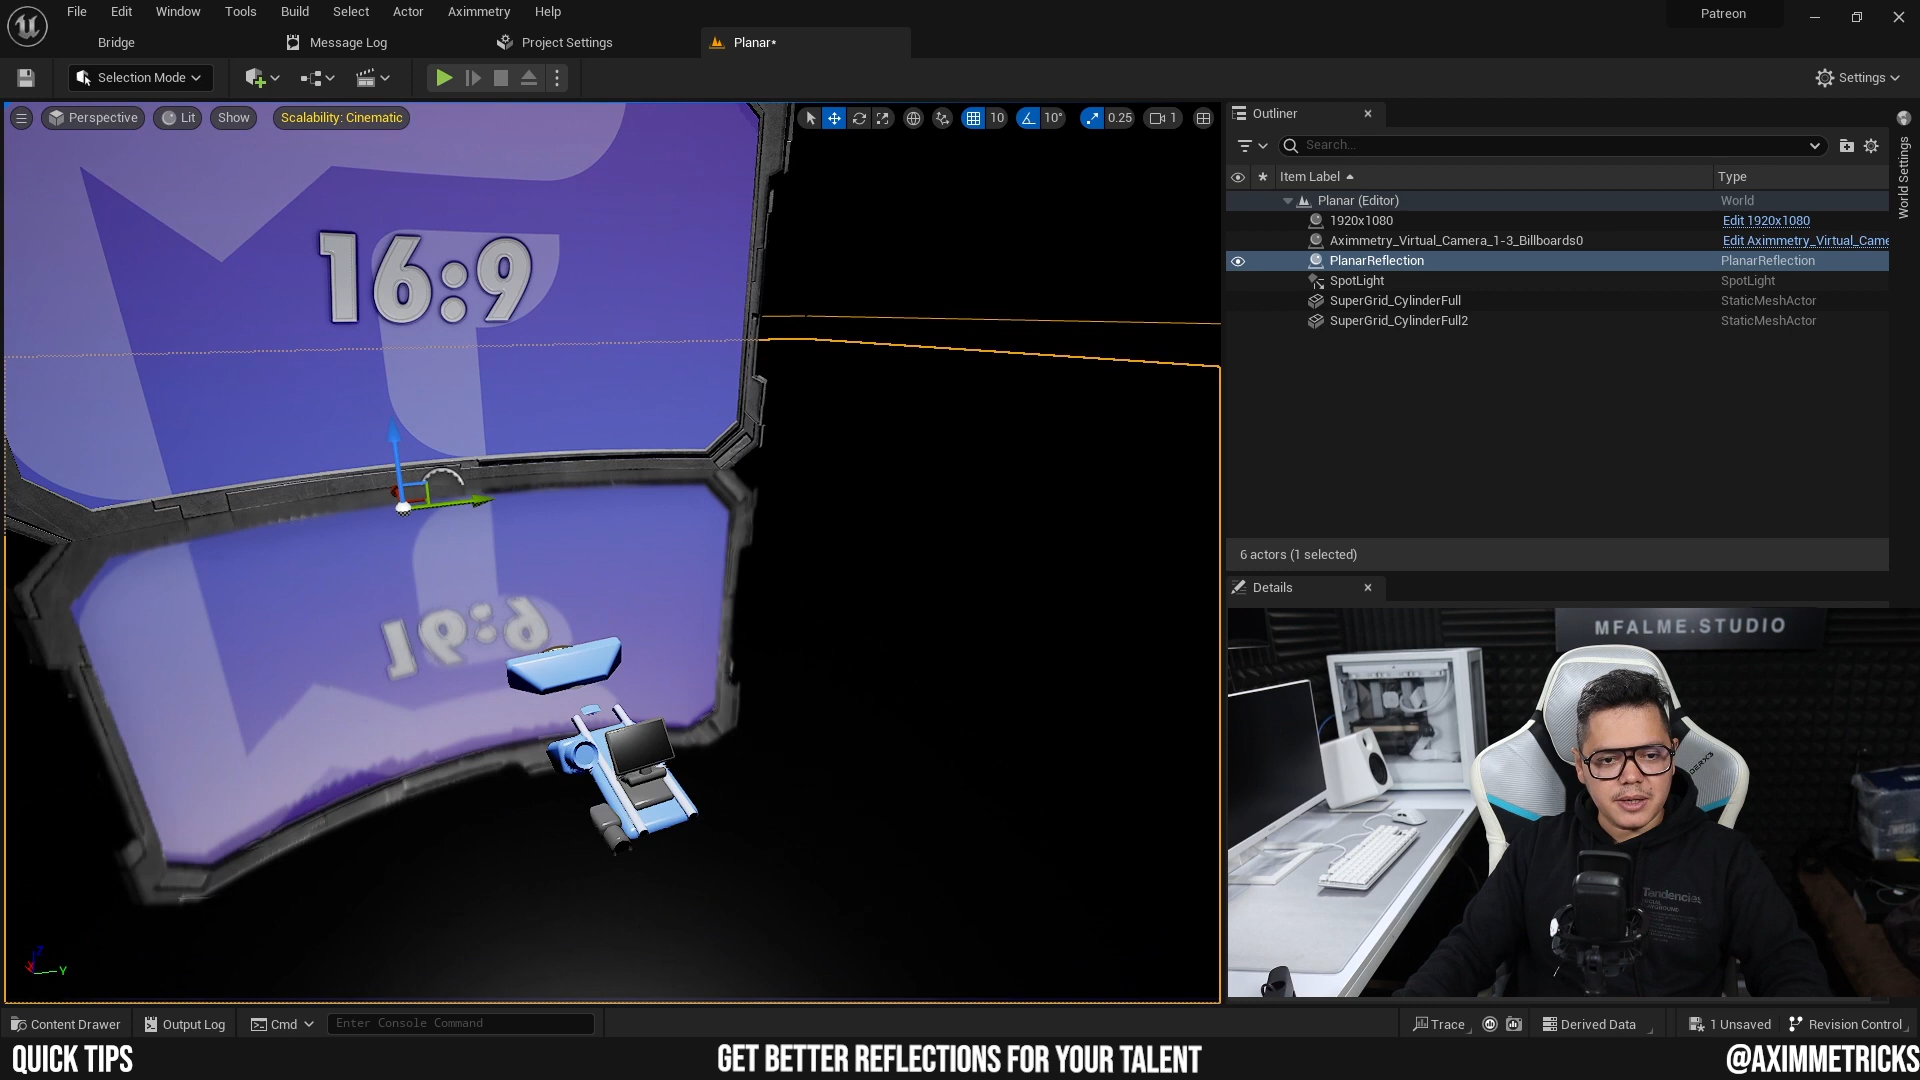 File Edit Window Tools Build Select Actor Aximmetry Help Patreon
Bridge Message Log Project Settings Planar*
Selection Mode Settings
Perspective Lit Show Scalability: Cinematic 10 10° 0.25 1
Outliner
Search...
Item Label Type
Planar (Editor) World
1920x1080 Edit 1920x1080
Aximmetry_Virtual_Camera_1-3_Billboards0 Edit Aximmetry_Virtual_Came
PlanarReflection PlanarReflection
SpotLight SpotLight
SuperGrid_CylinderFull StaticMeshActor
SuperGrid_CylinderFull2 StaticMeshActor
World Settings
6 actors (1 selected)
Details
16:9
16:9
MFALME.STUDIO
Tendencies
Z
X Y
Content Drawer Output Log Cmd Enter Console Command Trace Derived Data 1 Unsaved Revision Control
QUICK TIPS GET BETTER REFLECTIONS FOR YOUR TALENT @AXIMMETRICKS